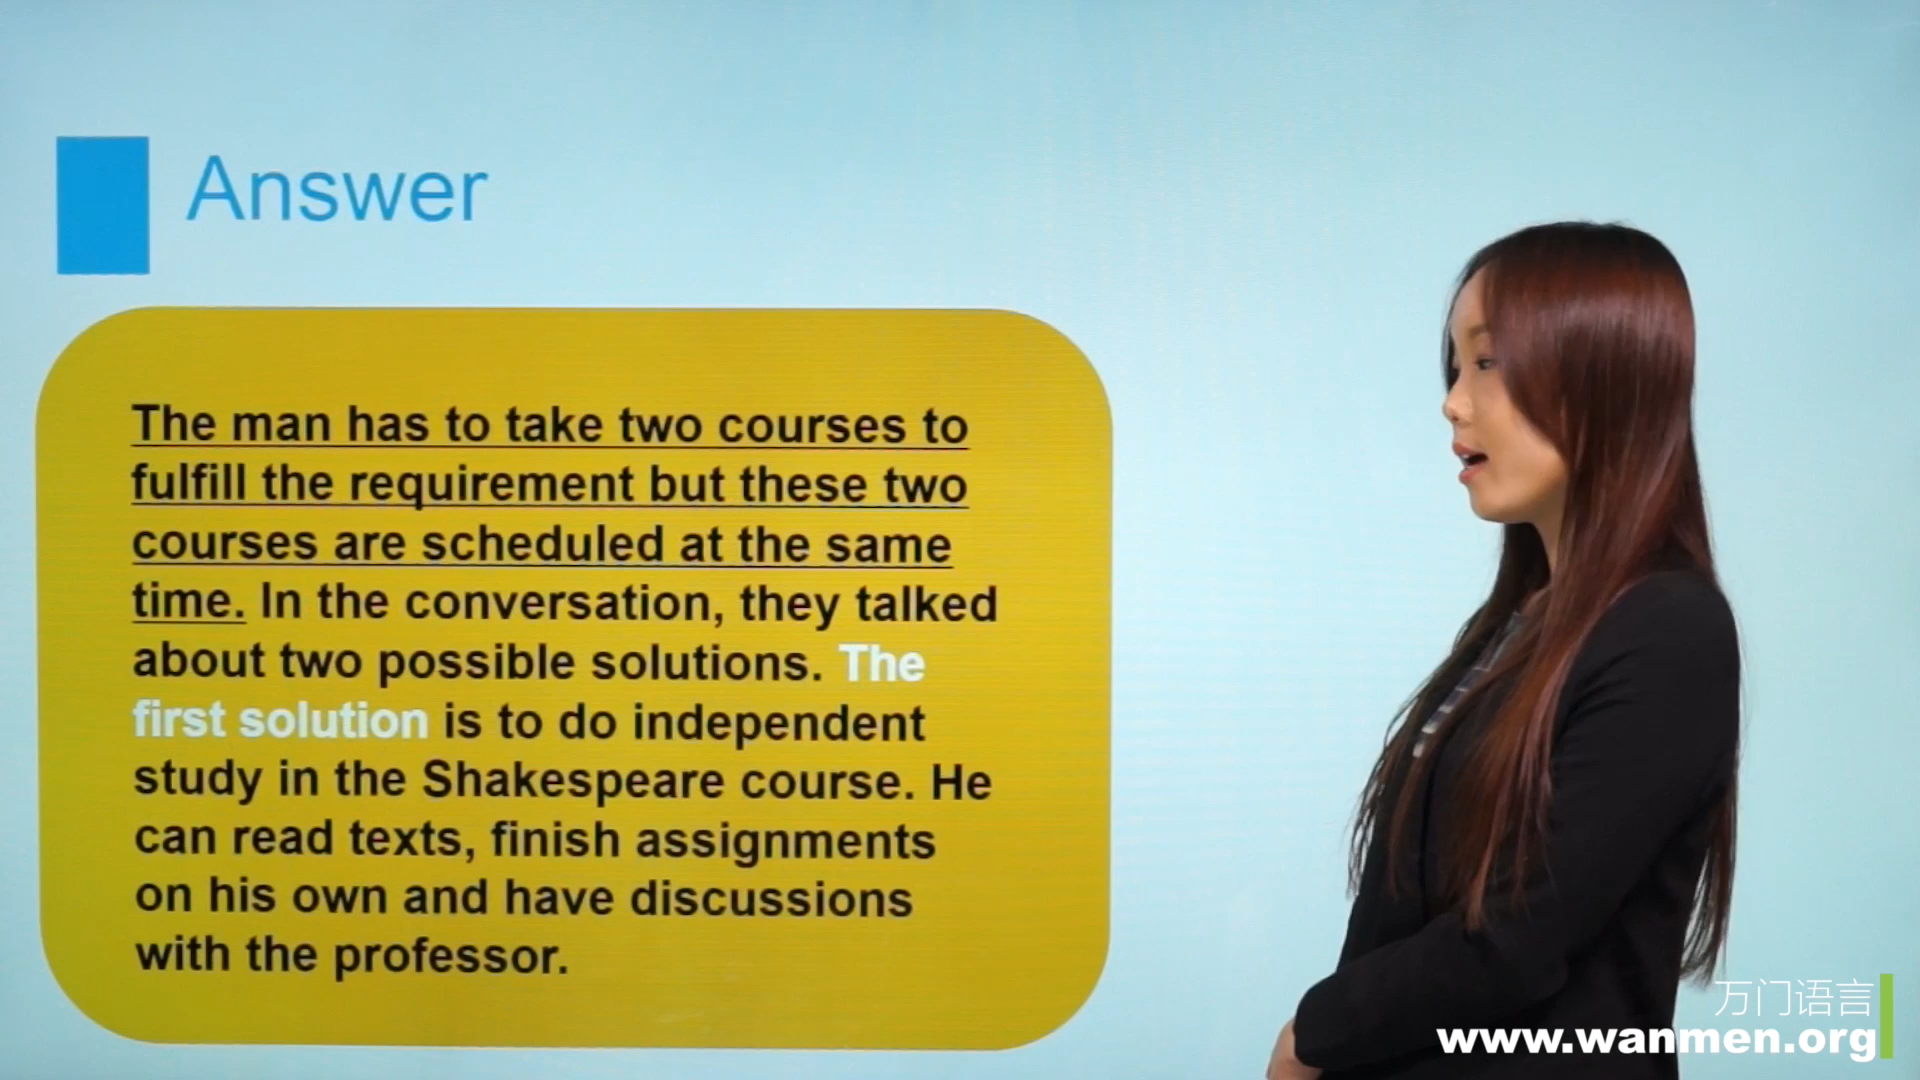 Answer
The man has to take two courses to
fulfill the requirement but these two
courses are scheduled at the same
time. In the conversation, they talked
about two possible solutions. The
first solution is to do independent
study in the Shakespeare course. He
can read texts, finish assignments
on his own and have discussions
with the professor.
万门语言
www.wanmen.org